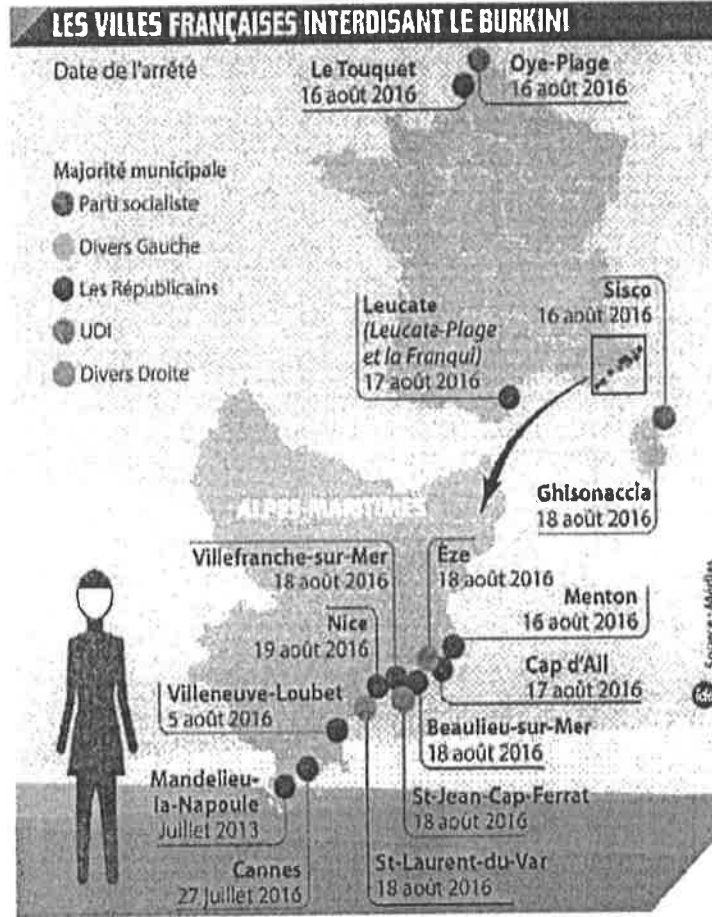 LES VILLES FRANÇAISES INTERDISANT LE BURKINI
Date de l'arrêté
Le Touquet
16 août 2016
Oye-Plage
16 août 2016
Majorité municipale
Parti socialiste
Divers Gauche
Les Républicains
UDI
Divers Droite
Leucate
(Leucate-Plage
et la Franqui)
17 août 2016
Sisco
16 août 2016
Ghisonaccia
18 août 2016
ALPES-MARITIMES
Villefranche-sur-Mer
18 août 2016
Èze
18 août 2016
Nice
19 août 2016
Menton
16 août 2016
Villeneuve-Loubet
5 août 2016
Cap d'Ail
17 août 2016
Beaulieu-sur-Mer
18 août 2016
Mandelieu-
la-Napoule
Juillet 2013
St-Jean-Cap-Ferrat
18 août 2016
Cannes
27 juillet 2016
St-Laurent-du-Var
18 août 2016
Source : Médias
idé